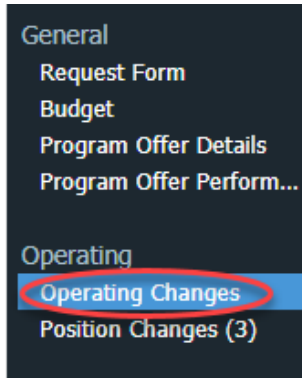 General
Request Form
Budget
Program Offer Details
Program Offer Perform...
Operating
Operating Changes
Position Changes (3)